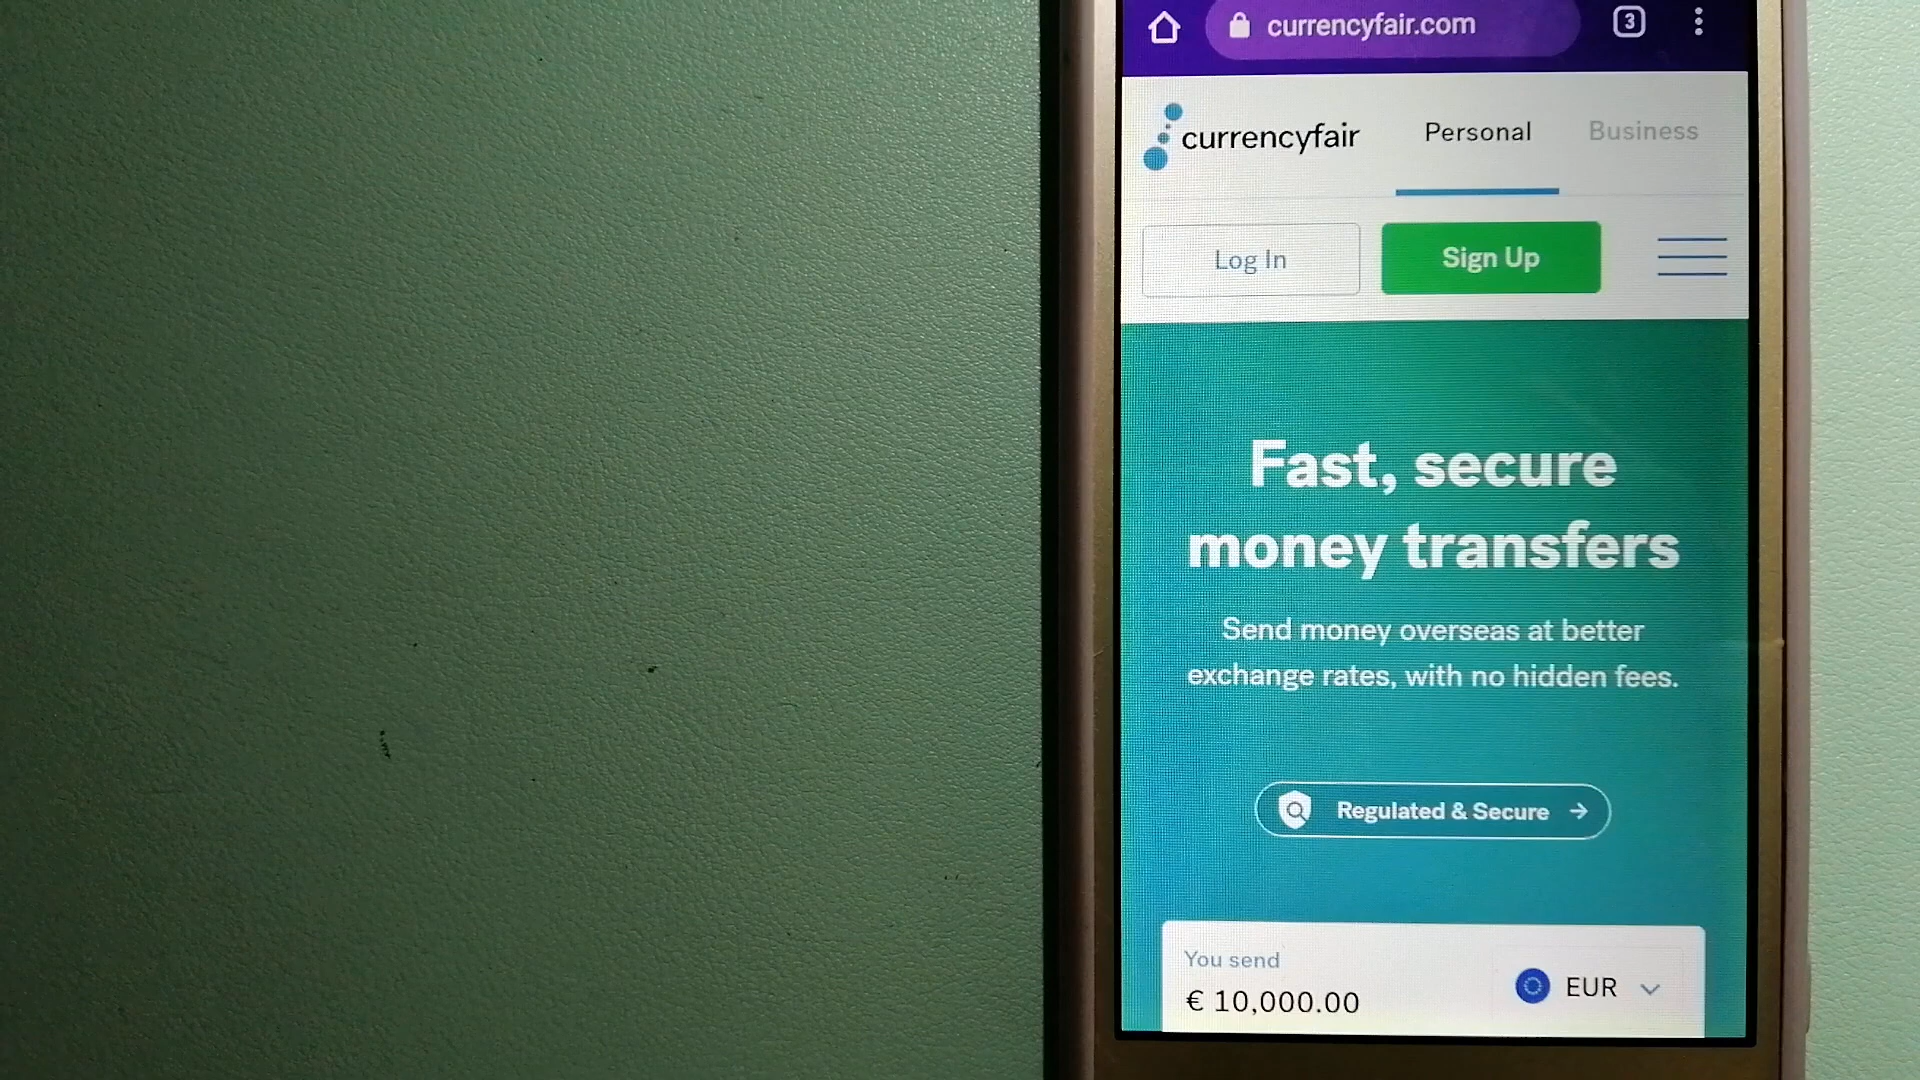 currencyfair.com
3
currencyfair
Personal
Business
Log In
Sign Up
Fast, secure
money transfers
Send money overseas at better
exchange rates, with no hidden fees.
Regulated & Secure →
You send
€ 10,000.00
EUR